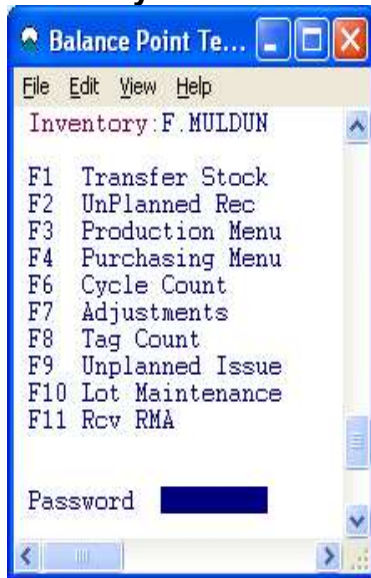 Balance Point Te...
File Edit View Help
Inventory:F.MULDUN
F1 Transfer Stock
F2 UnPlanned Rec
F3 Production Menu
F4 Purchasing Menu
F6 Cycle Count
F7 Adjustments
F8 Tag Count
F9 Unplanned Issue
F10 Lot Maintenance
F11 Rcv RMA
Password